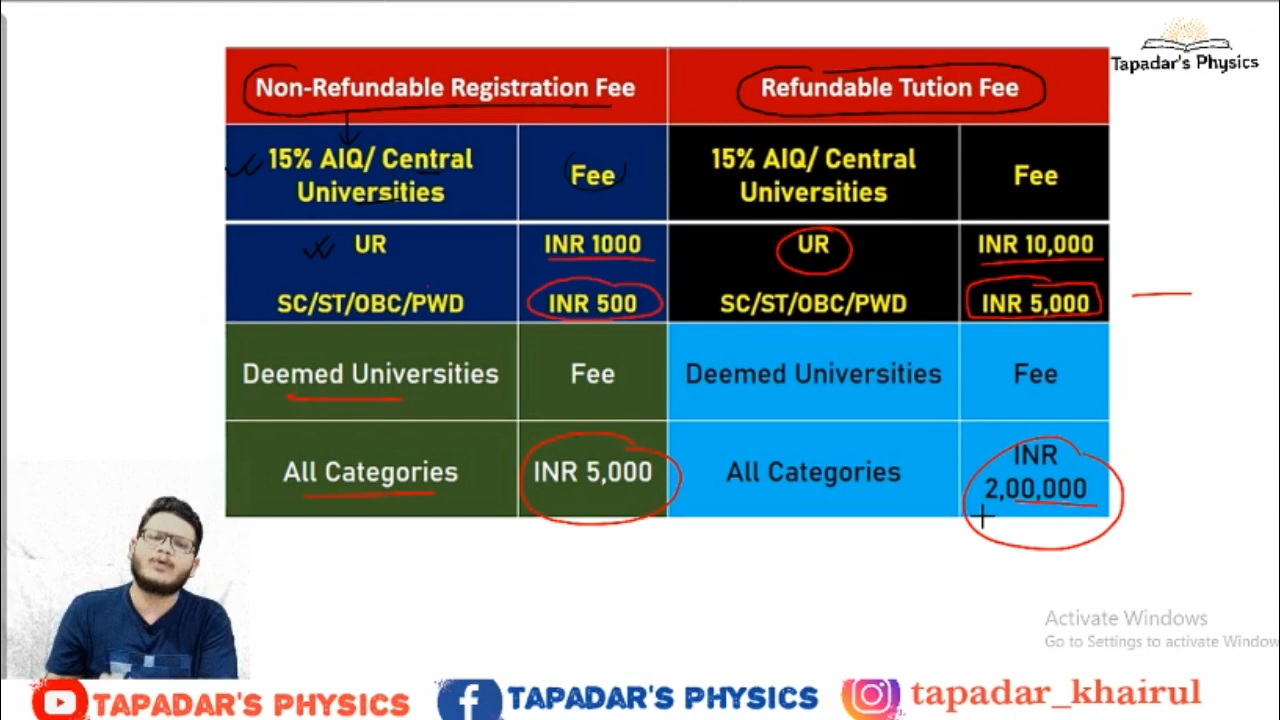 Tapadar's Physics
Non-Refundable Registration Fee
Refundable Tution Fee
15% AIQ/ Central
Universities
Fee
15% AIQ/ Central
Universities
Fee
UR
INR 1000
UR
INR 10,000
SC/ST/OBC/PWD
INR 500
SC/ST/OBC/PWD
INR 5,000
Deemed Universities
Fee
Deemed Universities
Fee
All Categories
INR 5,000
All Categories
INR
2,00,000
Activate Windows
Go to Settings to activate Window
TAPADAR'S PHYSICS
TAPADAR'S PHYSICS
tapadar_khairul